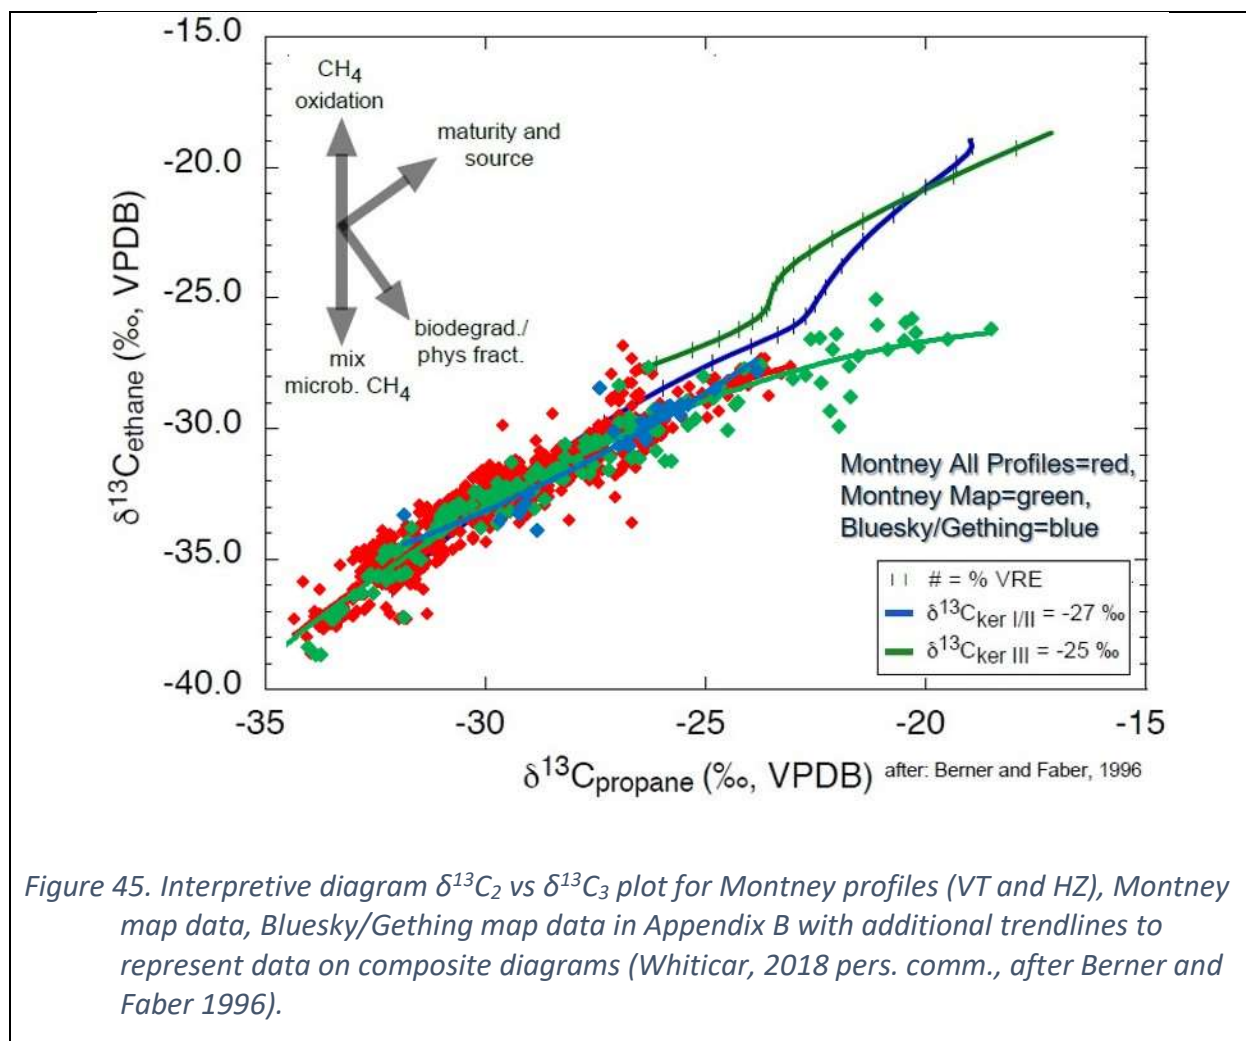 -15.0
-20.0
-25.0
-30.0
-35.0
-40.0
δ¹³Cethane (‰, VPDB)
CH₄
oxidation
maturity and
source
biodegrad./
phys fract.
mix
microb. CH₄
Montney All Profiles=red,
Montney Map=green,
Bluesky/Gething=blue
# = % VRE
δ¹³Cker I/II = -27 ‰
δ¹³Cker III = -25 ‰
-35 -30 -25 -20 -15
δ¹³Cpropane (‰, VPDB) after: Berner and Faber, 1996
Figure 45. Interpretive diagram δ¹³C₂ vs δ¹³C₃ plot for Montney profiles (VT and HZ), Montney
map data, Bluesky/Gething map data in Appendix B with additional trendlines to
represent data on composite diagrams (Whiticar, 2018 pers. comm., after Berner and
Faber 1996).